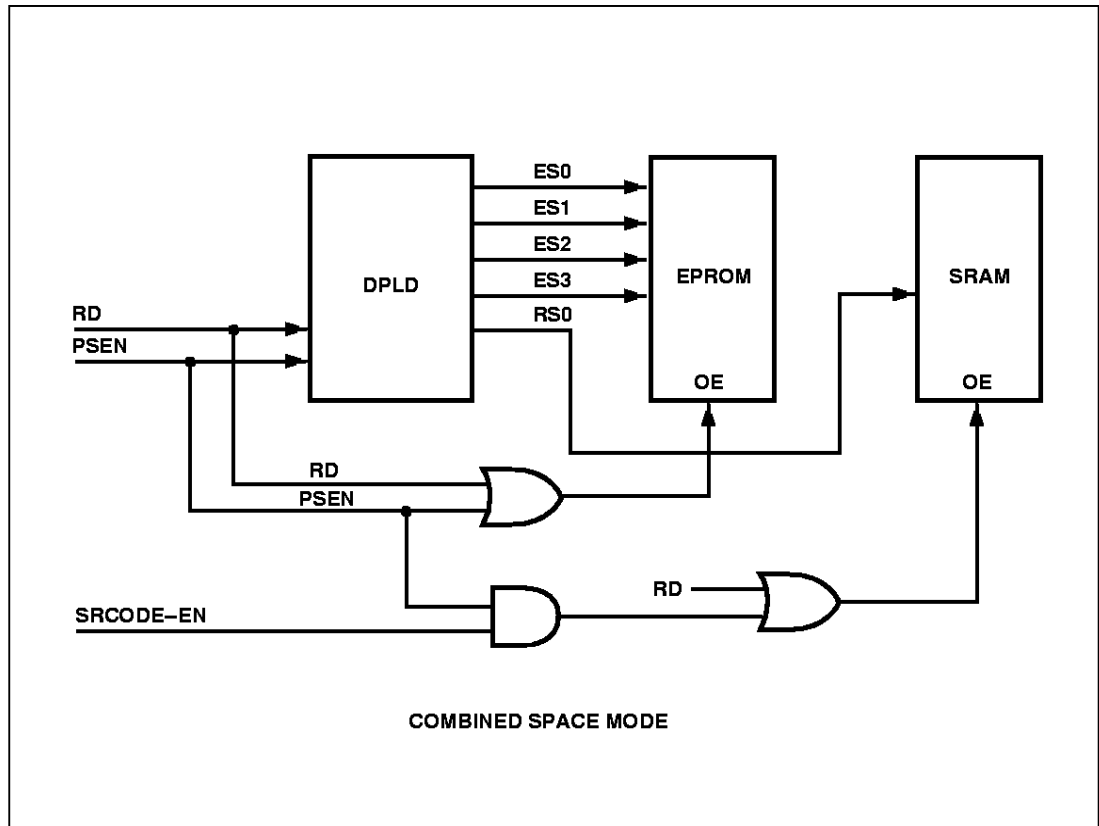 ES0
ES1
ES2
ES3
RS0
DPLD
EPROM
SRAM
RD
PSEN
OE
OE
RD
PSEN
RD
SRCODE–EN
COMBINED SPACE MODE